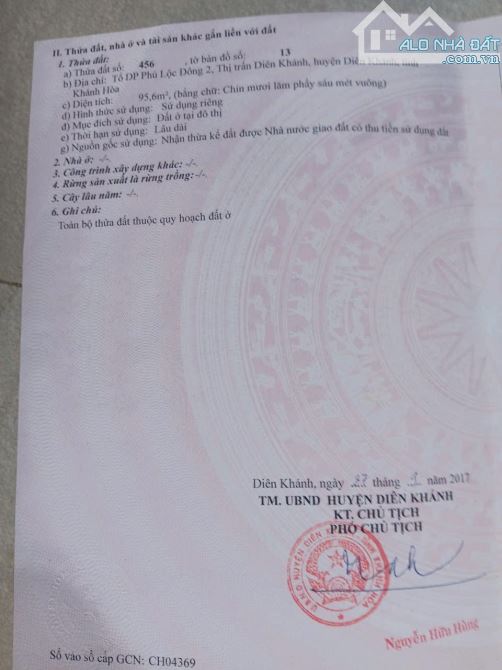 ALO NHÀ ĐẤT
II. Thửa đất, nhà ở và tài sản khác gắn liền với đất
1. Thửa đất:
a) Thửa đất số: 456 , tờ bản đồ số: 13
b) Địa chỉ: Tổ DP Phú Lộc Đông 2, Thị trấn Diên Khánh, huyện Diên Khánh, tỉnh
Khánh Hòa
c) Diện tích: 95,6m², (bằng chữ: Chín mươi lăm phẩy sáu mét vuông)
d) Hình thức sử dụng: Sử dụng riêng
đ) Mục đích sử dụng: Đất ở tại đô thị
e) Thời hạn sử dụng: Lâu dài
g) Nguồn gốc sử dụng: Nhận thừa kế đất được Nhà nước giao đất có thu tiền sử dụng đất
2. Nhà ở: -/-
3. Công trình xây dựng khác: -/-
4. Rừng sản xuất là rừng trồng: -/-
5. Cây lâu năm: -/-
6. Ghi chú:
Toàn bộ thửa đất thuộc quy hoạch đất ở
Diên Khánh, ngày 27 tháng năm 2017
TM. UBND HUYỆN DIÊN KHÁNH
KT. CHỦ TỊCH
PHÓ CHỦ TỊCH
Nguyễn Hữu Hùng
Số vào sổ cấp GCN: CH04369